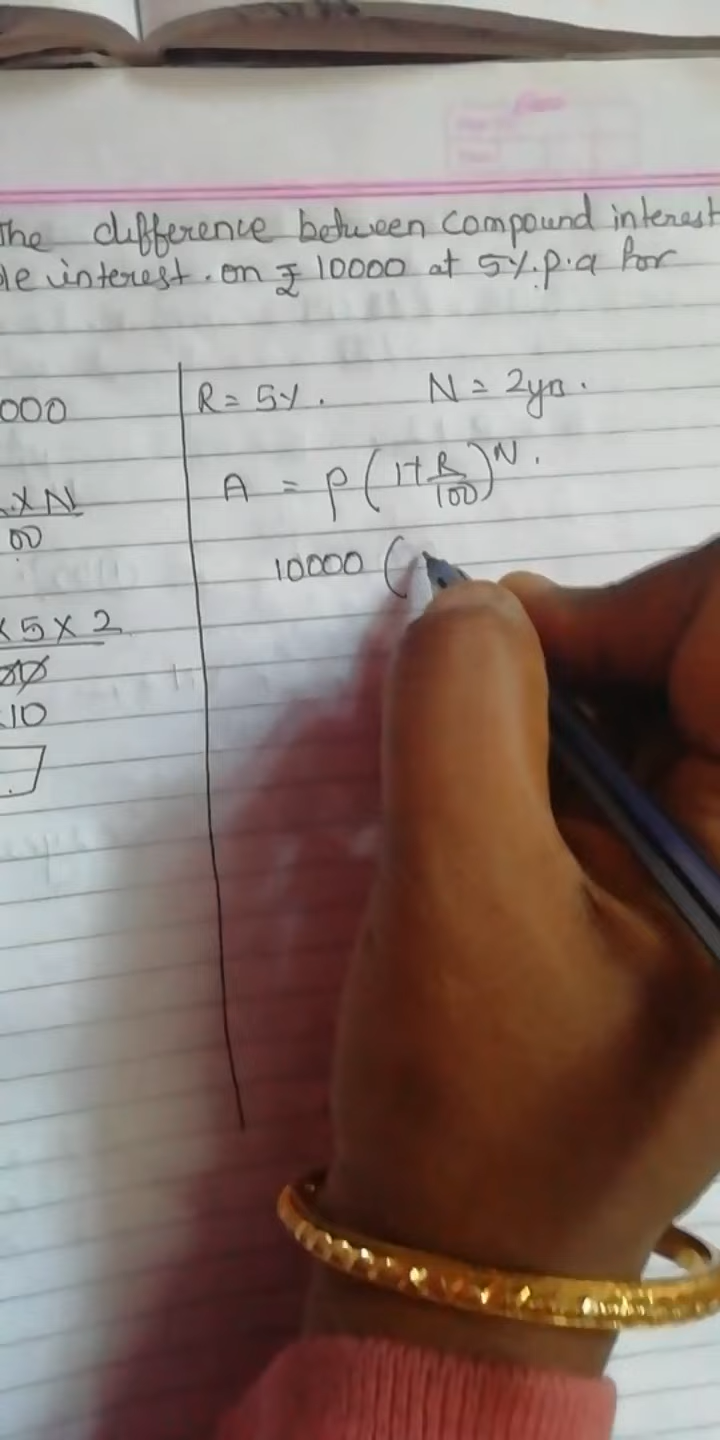 The difference between compound interest
le interest. on ₹ 10000 at 5%.p.a for
000
R = 5% . N = 2yrs.
. x N
00
A = P(1+R/100)^N.
10000 (
x 5 x 2
00
10